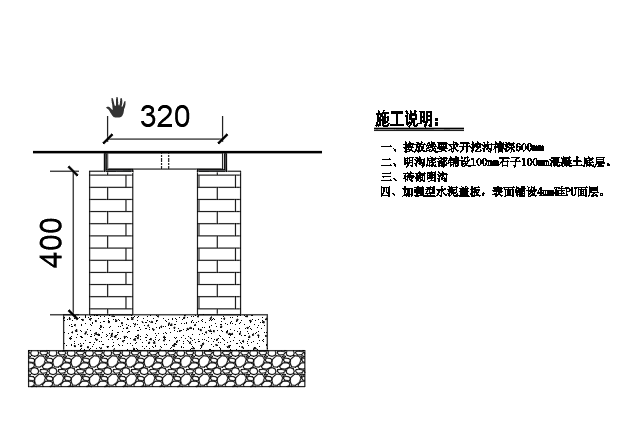 320
400
施工说明：
一、按放线要求开挖沟槽深600mm
二、明沟底部铺设100mm石子100mm混凝土底层。
三、砖砌明沟
四、加强型水泥盖板，表面铺设4mm硅PU面层。